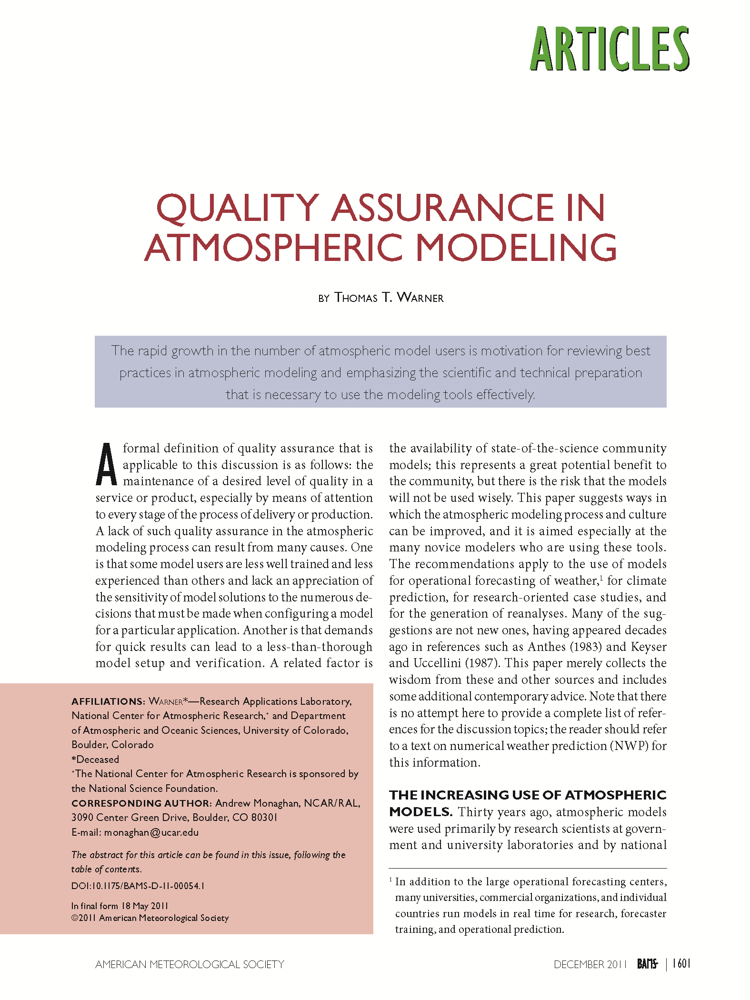 ARTICLES
QUALITY ASSURANCE IN
ATMOSPHERIC MODELING
BY THOMAS T. WARNER
The rapid growth in the number of atmospheric model users is motivation for reviewing best
practices in atmospheric modeling and emphasizing the scientific and technical preparation
that is necessary to use the modeling tools effectively.
A formal definition of quality assurance that is
applicable to this discussion is as follows: the
maintenance of a desired level of quality in a
service or product, especially by means of attention
to every stage of the process of delivery or production.
A lack of such quality assurance in the atmospheric
modeling process can result from many causes. One
is that some model users are less well trained and less
experienced than others and lack an appreciation of
the sensitivity of model solutions to the numerous de-
cisions that must be made when configuring a model
for a particular application. Another is that demands
for quick results can lead to a less-than-thorough
model setup and verification. A related factor is
the availability of state-of-the-science community
models; this represents a great potential benefit to
the community, but there is the risk that the models
will not be used wisely. This paper suggests ways in
which the atmospheric modeling process and culture
can be improved, and it is aimed especially at the
many novice modelers who are using these tools.
The recommendations apply to the use of models
for operational forecasting of weather,¹ for climate
prediction, for research-oriented case studies, and
for the generation of reanalyses. Many of the sug-
gestions are not new ones, having appeared decades
ago in references such as Anthes (1983) and Keyser
and Uccellini (1987). This paper merely collects the
wisdom from these and other sources and includes
some additional contemporary advice. Note that there
is no attempt here to provide a complete list of refer-
ences for the discussion topics; the reader should refer
to a text on numerical weather prediction (NWP) for
this information.
THE INCREASING USE OF ATMOSPHERIC
MODELS. Thirty years ago, atmospheric models
were used primarily by research scientists at govern-
ment and university laboratories and by national
¹ In addition to the large operational forecasting centers,
many universities, commercial organizations, and individual
countries run models in real time for research, forecaster
training, and operational prediction.
AFFILIATIONS: WARNER*—Research Applications Laboratory,
National Center for Atmospheric Research,⁺ and Department
of Atmospheric and Oceanic Sciences, University of Colorado,
Boulder, Colorado
*Deceased
⁺The National Center for Atmospheric Research is sponsored by
the National Science Foundation.
CORRESPONDING AUTHOR: Andrew Monaghan, NCAR/RAL,
3090 Center Green Drive, Boulder, CO 80301
E-mail: monaghan@ucar.edu
The abstract for this article can be found in this issue, following the
table of contents.
DOI:10.1175/BAMS-D-11-00054.1
In final form 18 May 2011
©2011 American Meteorological Society
AMERICAN METEOROLOGICAL SOCIETY
DECEMBER 2011 BAMS | 1601